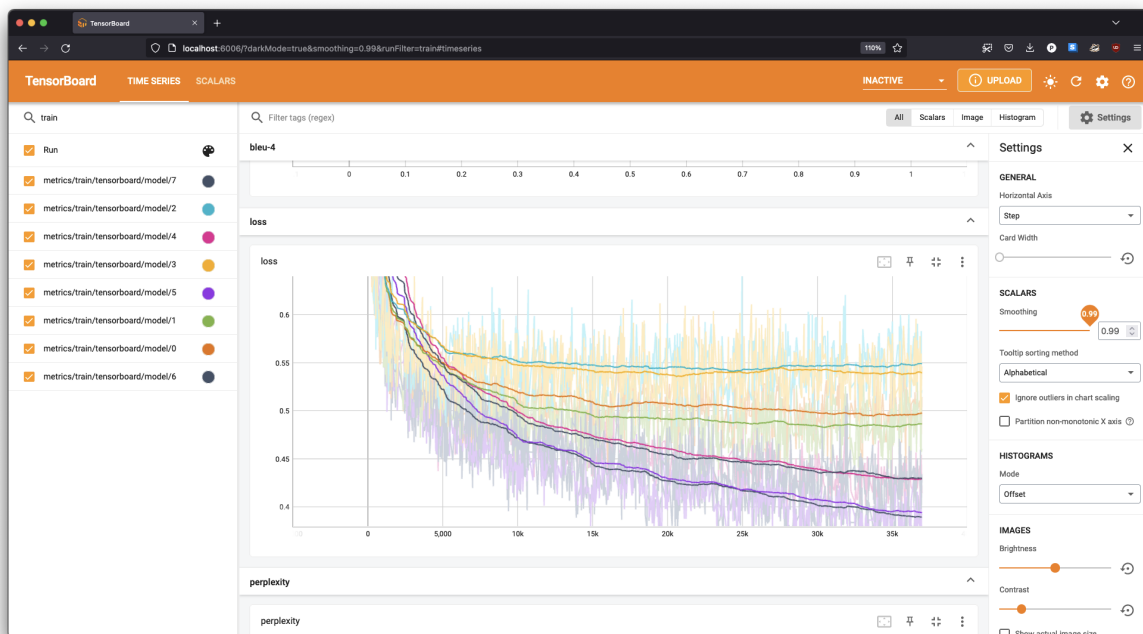 TensorBoard
localhost:6006/?darkMode=true&smoothing=0.99&runFilter=train#timeseries
110%
TensorBoard
TIME SERIES
SCALARS
INACTIVE
UPLOAD
train
Filter tags (regex)
All
Scalars
Image
Histogram
Settings
Run
metrics/train/tensorboard/model/7
metrics/train/tensorboard/model/2
metrics/train/tensorboard/model/4
metrics/train/tensorboard/model/3
metrics/train/tensorboard/model/5
metrics/train/tensorboard/model/1
metrics/train/tensorboard/model/0
metrics/train/tensorboard/model/6
bleu-4
0 0.1 0.2 0.3 0.4 0.5 0.6 0.7 0.8 0.9 1
loss
loss
0.6
0.55
0.5
0.45
0.4
0 5,000 10k 15k 20k 25k 30k 35k
perplexity
perplexity
Settings
GENERAL
Horizontal Axis
Step
Card Width
SCALARS
Smoothing
0.99
0.99
Tooltip sorting method
Alphabetical
Ignore outliers in chart scaling
Partition non-monotonic X axis
HISTOGRAMS
Mode
Offset
IMAGES
Brightness
Contrast
Show actual image size